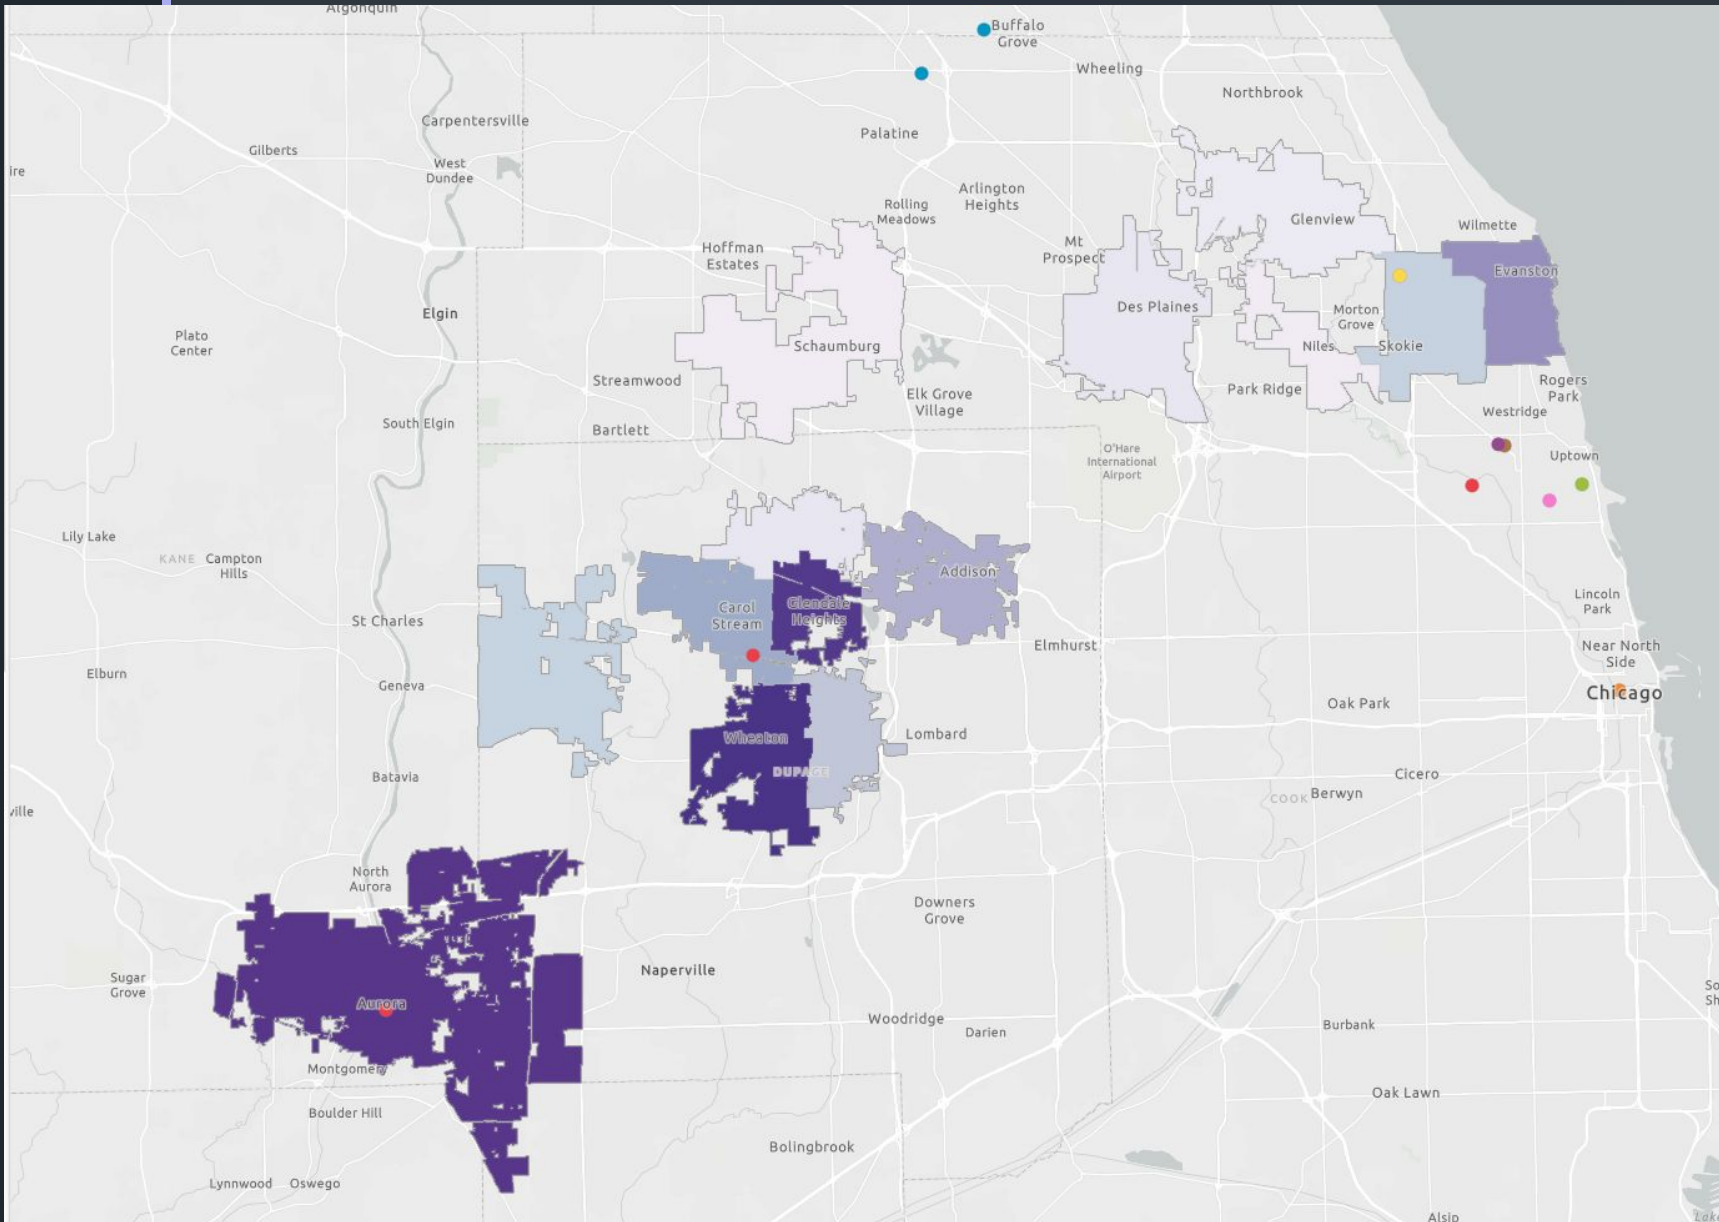 Algonquin
Buffalo
Grove
Wheeling
Northbrook
Carpentersville
Palatine
Gilberts
West
Dundee
ire
Arlington
Heights
Rolling
Meadows
Glenview
Wilmette
Hoffman
Estates
Mt
Prospect
Evanston
Elgin
Des Plaines
Morton
Grove
Plato
Center
Schaumburg
Niles
Skokie
Streamwood
Elk Grove
Village
Park Ridge
Rogers
Park
Westridge
South Elgin
Bartlett
O'Hare
International
Airport
Uptown
Lily Lake
KANE
Campton
Hills
Addison
Carol
Stream
Glendale
Heights
Lincoln
Park
St Charles
Elmhurst
Near North
Side
Elburn
Geneva
Chicago
Oak Park
Wheaton
Lombard
DUPAGE
Batavia
Cicero
COOK
Berwyn
ville
North
Aurora
Downers
Grove
Sugar
Grove
Naperville
Aurora
So
Sh
Woodridge
Darien
Burbank
Montgomery
Boulder Hill
Oak Lawn
Bolingbrook
Lynnwood
Oswego
Alsip
Lake